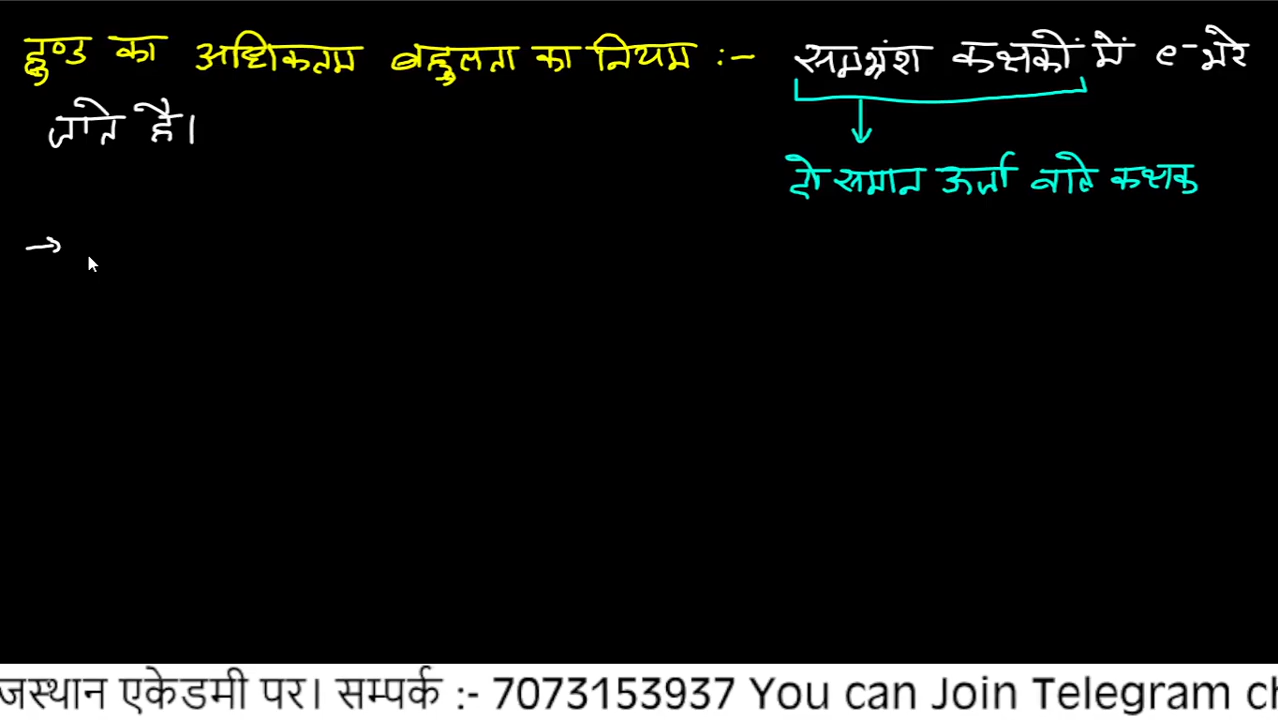 हुण्ड का अधिकतम बहुलता का नियम :- समभ्रंश कक्षकों में e⁻ भरे
जाते है।
दो समान ऊर्जा वाले कक्षक
→
जस्थान एकेडमी पर। सम्पर्क :- 7073153937 You can Join Telegram ch